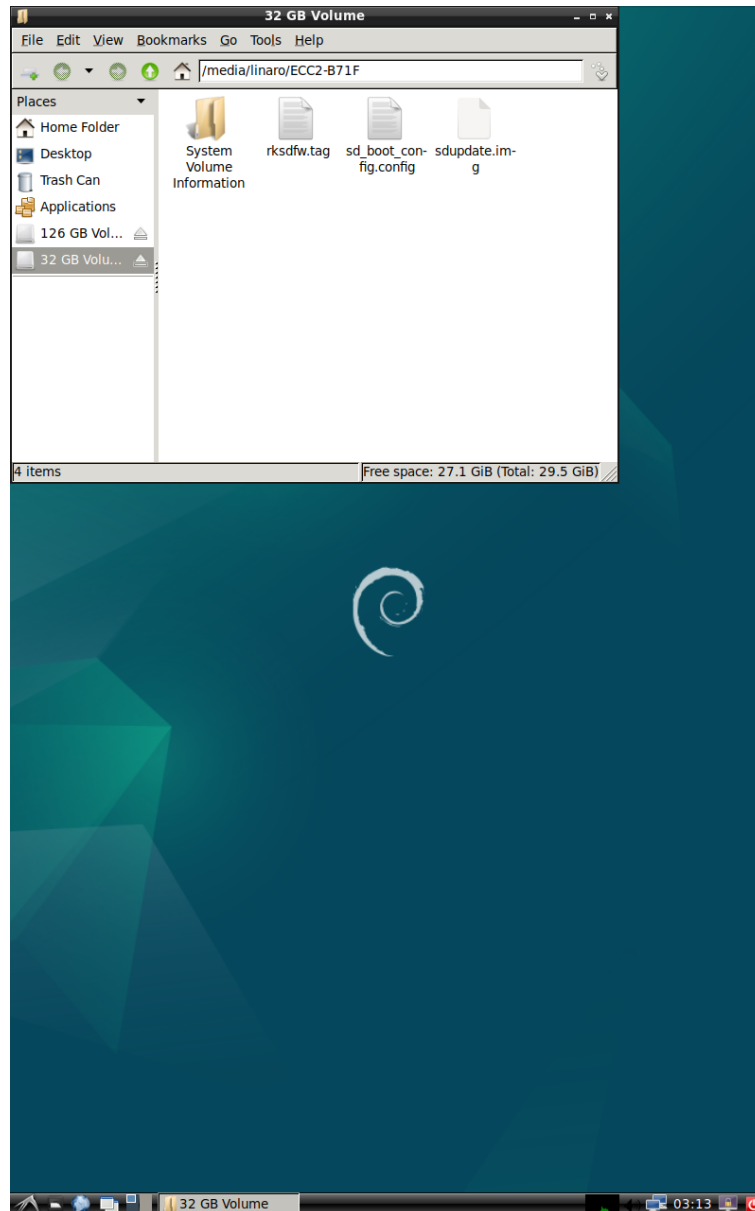 32 GB Volume
File Edit View Bookmarks Go Tools Help
/media/linaro/ECC2-B71F
Places
Home Folder
Desktop
Trash Can
Applications
126 GB Vol...
32 GB Volu...
System
Volume
Information
rksdfw.tag
sd_boot_con-
fig.config
sdupdate.im-
g
4 items
Free space: 27.1 GiB (Total: 29.5 GiB)
32 GB Volume
03:13